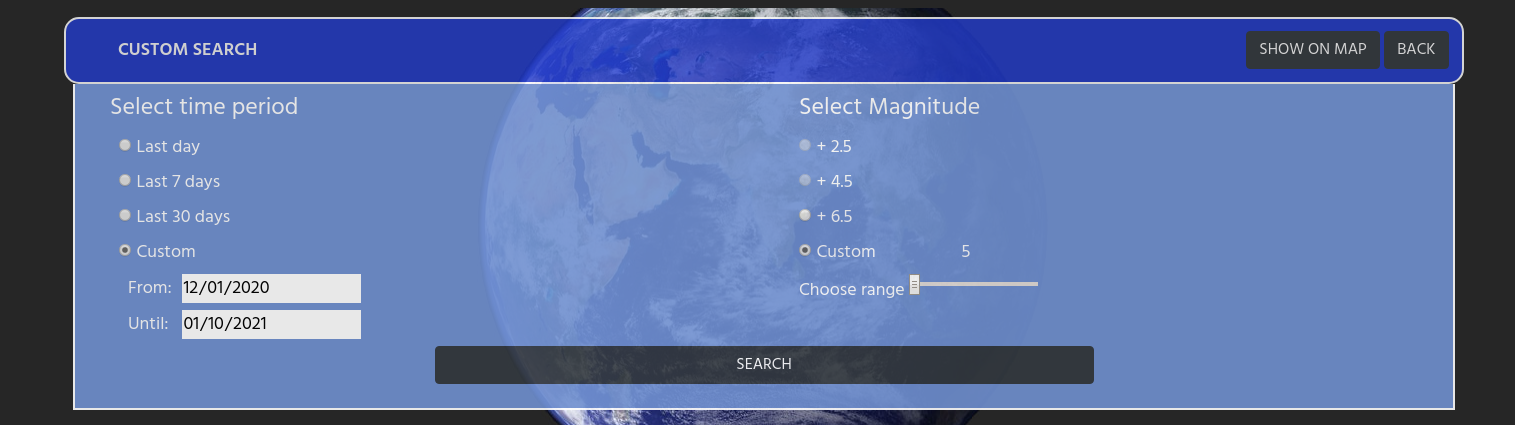 CUSTOM SEARCH
SHOW ON MAP
BACK
Select time period
Last day
Last 7 days
Last 30 days
Custom
From: 12/01/2020
Until: 01/10/2021
Select Magnitude
+ 2.5
+ 4.5
+ 6.5
Custom 5
Choose range
SEARCH